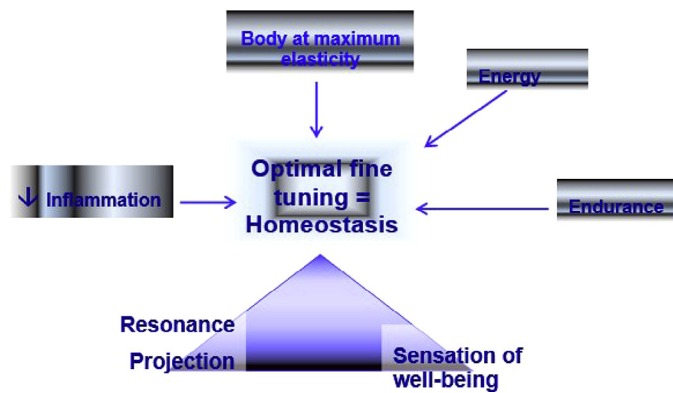 Body at maximum
elasticity
Energy
Optimal fine
tuning =
Homeostasis
↓ Inflammation
Endurance
Resonance
Projection
Sensation of
well-being